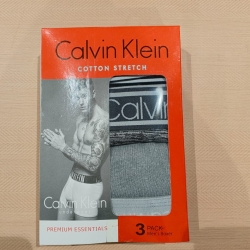 Calvin Klein
COTTON STRETCH
Calvin
Calvin Klein
PREMIUM ESSENTIALS
3 PACK